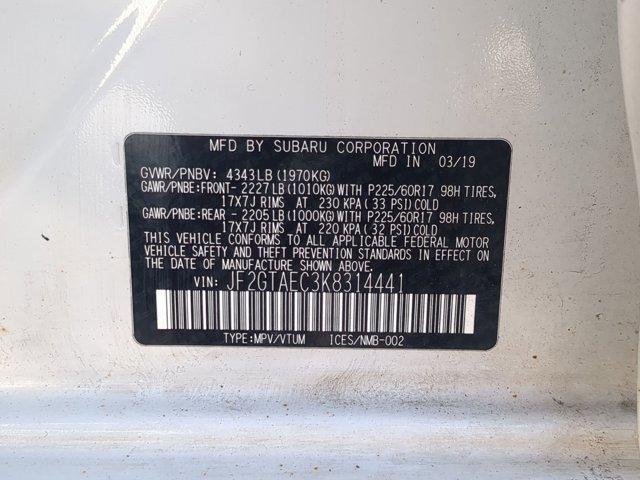 MFD BY SUBARU CORPORATION
MFD IN 03/19
GVWR/PNBV: 4343LB(1970KG)
GAWR/PNBE:FRONT- 2227LB(1010KG)WITH P225/60R17 98H TIRES,
17X7J RIMS AT 230 KPA(33 PSI)COLD
GAWR/PNBE:REAR - 2205LB(1000KG)WITH P225/60R17 98H TIRES,
17X7J RIMS AT 220 KPA(32 PSI)COLD
THIS VEHICLE CONFORMS TO ALL APPLICABLE FEDERAL MOTOR
VEHICLE SAFETY AND THEFT PREVENTION STANDARDS IN EFFECT ON
THE DATE OF MANUFACTURE SHOWN ABOVE.
VIN: JF2GTAEC3K8314441
TYPE:MPV/VTUM ICES/NMB-002